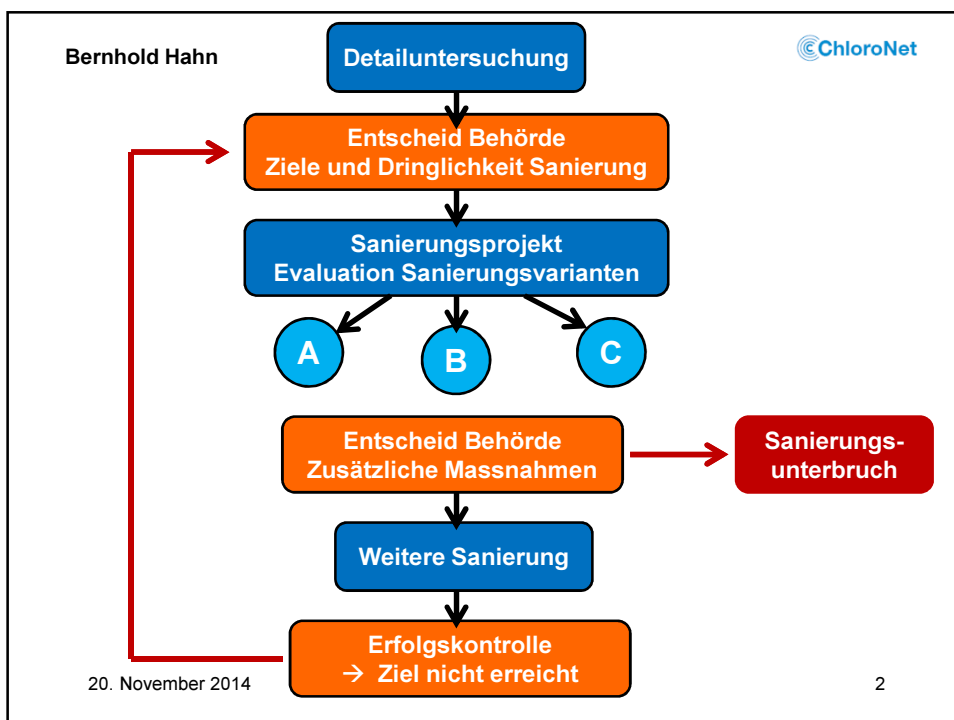 Bernhold Hahn
Detailuntersuchung
ChloroNet
Entscheid Behörde
Ziele und Dringlichkeit Sanierung
Sanierungsprojekt
Evaluation Sanierungsvarianten
A
B
C
Entscheid Behörde
Zusätzliche Massnahmen
Sanierungs-
unterbruch
Weitere Sanierung
Erfolgskontrolle
→ Ziel nicht erreicht
20. November 2014
2